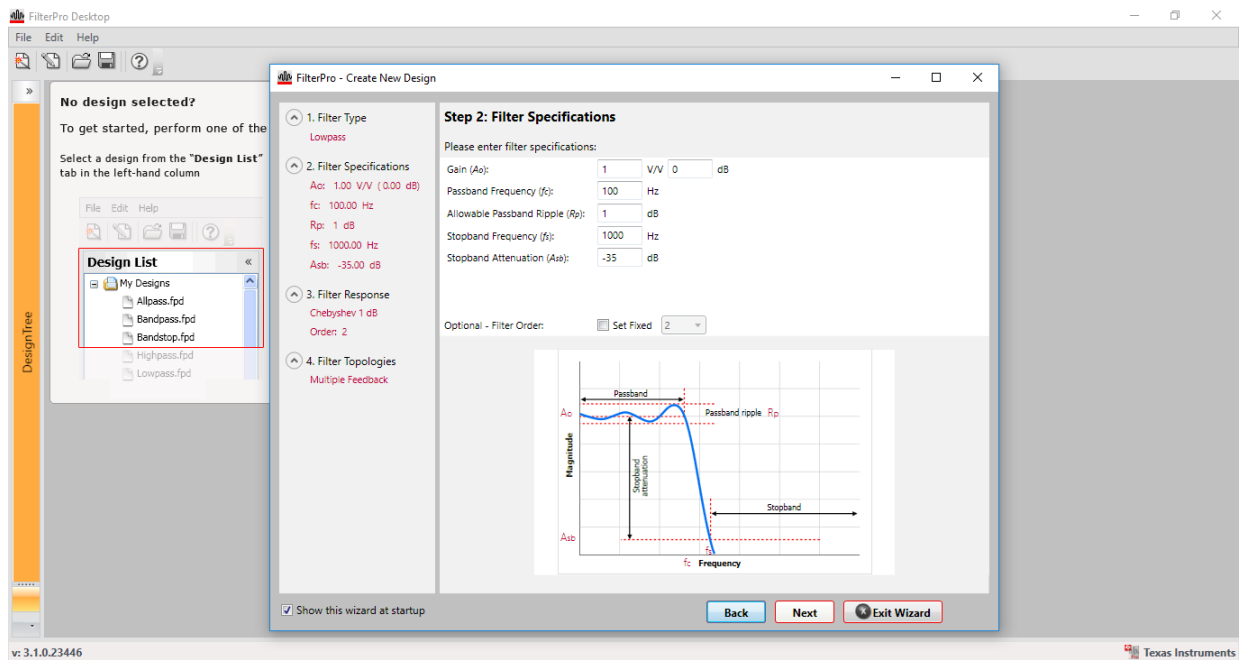 FilterPro Desktop
File Edit Help
No design selected?
To get started, perform one of the
Select a design from the "Design List"
tab in the left-hand column
File Edit Help
Design List «
My Designs
Allpass.fpd
Bandpass.fpd
Bandstop.fpd
Highpass.fpd
Lowpass.fpd
DesignTree
FilterPro - Create New Design
1. Filter Type
Lowpass
2. Filter Specifications
Ao: 1.00 V/V ( 0.00 dB)
fc: 100.00 Hz
Rp: 1 dB
fs: 1000.00 Hz
Asb: -35.00 dB
3. Filter Response
Chebyshev 1 dB
Order: 2
4. Filter Topologies
Multiple Feedback
Step 2: Filter Specifications
Please enter filter specifications:
Gain (Ao): 1 V/V 0 dB
Passband Frequency (fc): 100 Hz
Allowable Passband Ripple (Rp): 1 dB
Stopband Frequency (fs): 1000 Hz
Stopband Attenuation (Asb): -35 dB
Optional - Filter Order: Set Fixed 2
Passband
Ao
Passband ripple Rp
Magnitude
Stopband
attenuation
Stopband
Asb
fs
fc Frequency
Show this wizard at startup
Back Next Exit Wizard
v: 3.1.0.23446
Texas Instruments